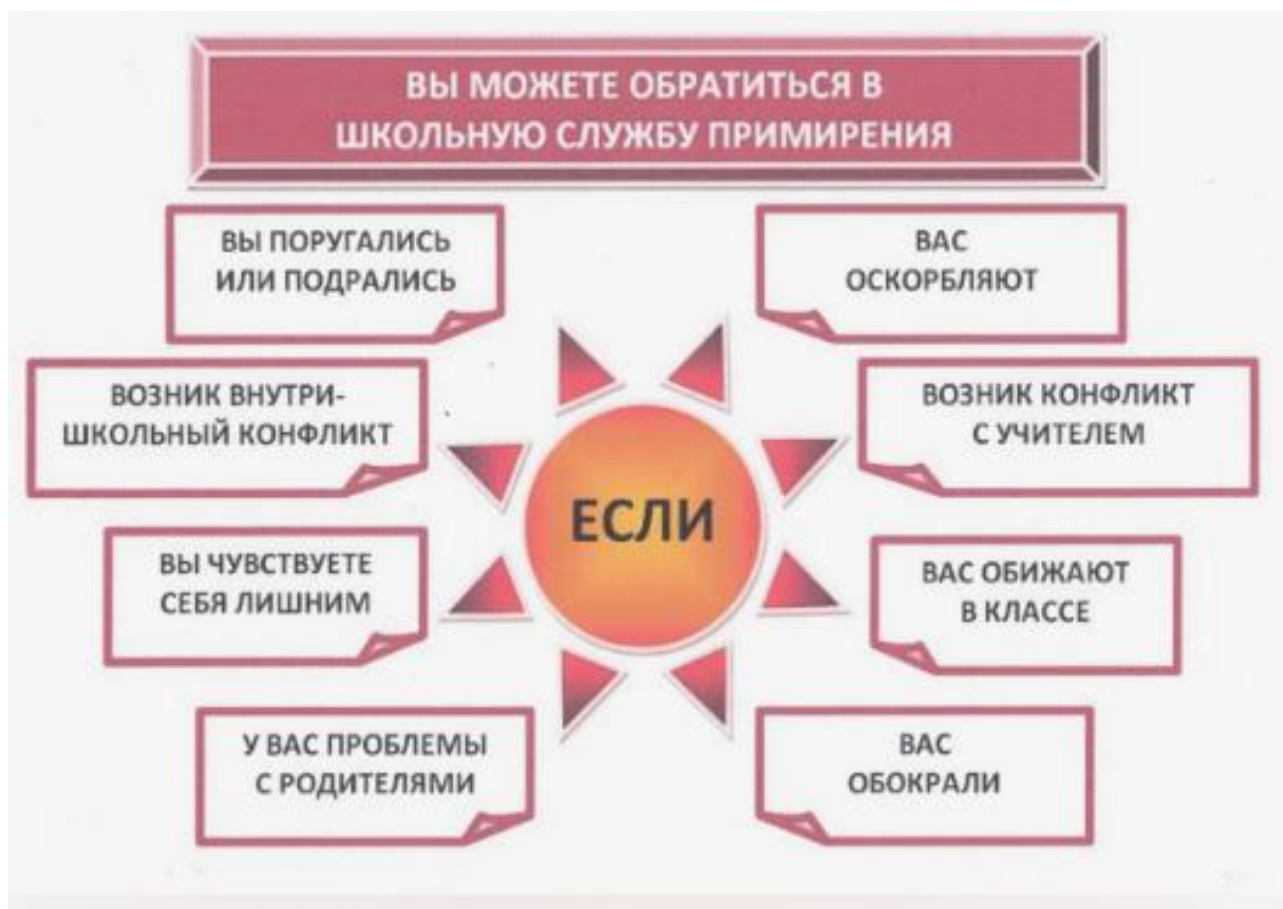 ВЫ МОЖЕТЕ ОБРАТИТЬСЯ В
ШКОЛЬНУЮ СЛУЖБУ ПРИМИРЕНИЯ
ВЫ ПОРУГАЛИСЬ
ИЛИ ПОДРАЛИСЬ
ВАС
ОСКОРБЛЯЮТ
ВОЗНИК ВНУТРИ-
ШКОЛЬНЫЙ КОНФЛИКТ
ВОЗНИК КОНФЛИКТ
С УЧИТЕЛЕМ
ЕСЛИ
ВЫ ЧУВСТВУЕТЕ
СЕБЯ ЛИШНИМ
ВАС ОБИЖАЮТ
В КЛАССЕ
У ВАС ПРОБЛЕМЫ
С РОДИТЕЛЯМИ
ВАС
ОБОКРАЛИ